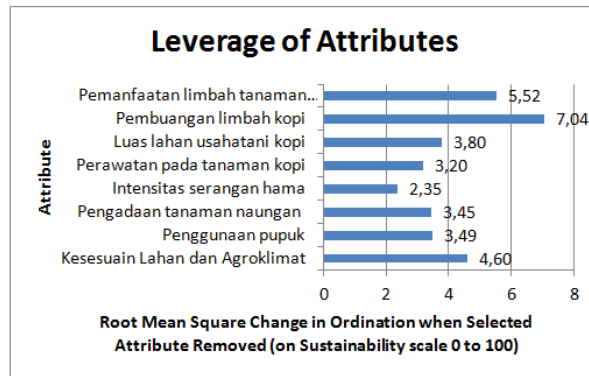 Leverage of Attributes
Attribute
Pemanfaatan limbah tanaman...
5,52
Pembuangan limbah kopi
7,04
Luas lahan usahatani kopi
3,80
Perawatan pada tanaman kopi
3,20
Intensitas serangan hama
2,35
Pengadaan tanaman naungan
3,45
Penggunaan pupuk
3,49
Kesesuain Lahan dan Agroklimat
4,60
0 2 4 6 8
Root Mean Square Change in Ordination when Selected
Attribute Removed (on Sustainability scale 0 to 100)